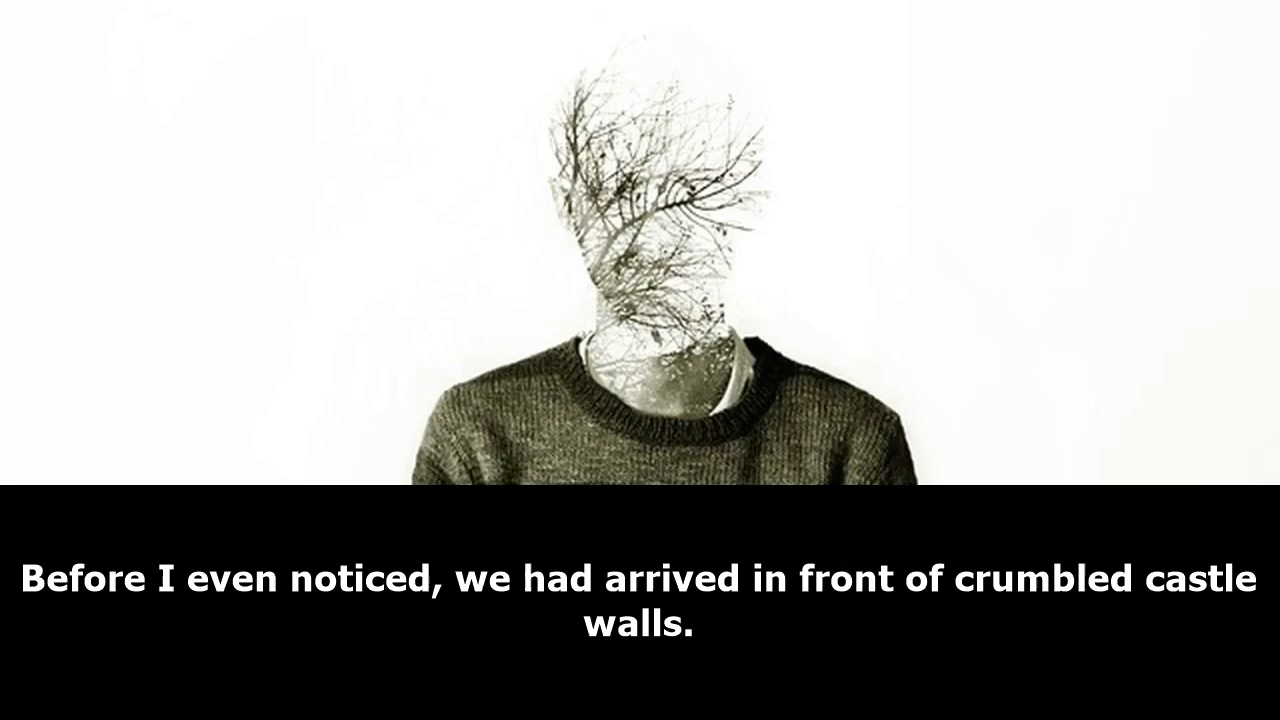 Before I even noticed, we had arrived in front of crumbled castle
walls.